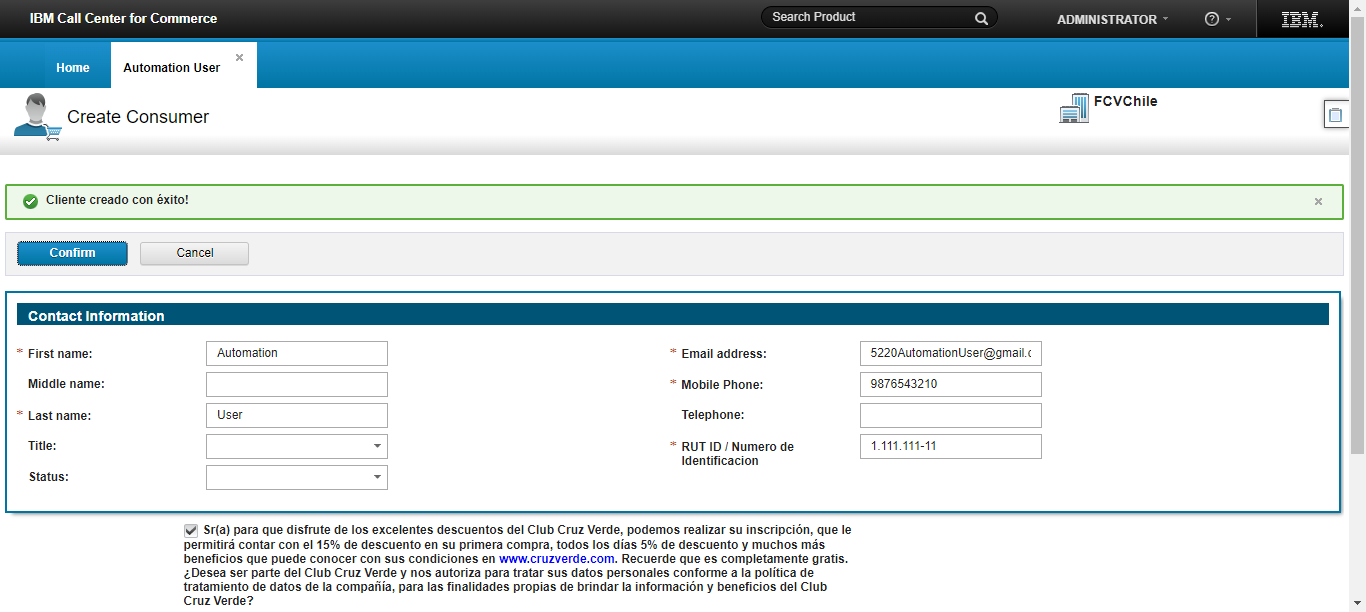 IBM Call Center for Commerce
Search Product
ADMINISTRATOR
?
IBM.
Home
Automation User
Create Consumer
FCVChile
Cliente creado con éxito!
Confirm
Cancel
Contact Information
* First name:
Automation
* Email address:
5220AutomationUser@gmail.c
Middle name:
* Mobile Phone:
9876543210
* Last name:
User
Telephone:
Title:
* RUT ID / Numero de
Identificacion
1.111.111-11
Status:
Sr(a) para que disfrute de los excelentes descuentos del Club Cruz Verde, podemos realizar su inscripción, que le
permitirá contar con el 15% de descuento en su primera compra, todos los días 5% de descuento y muchos más
beneficios que puede conocer con sus condiciones en www.cruzverde.com. Recuerde que es completamente gratis.
¿Desea ser parte del Club Cruz Verde y nos autoriza para tratar sus datos personales conforme a la política de
tratamiento de datos de la compañía, para las finalidades propias de brindar la información y beneficios del Club
Cruz Verde?